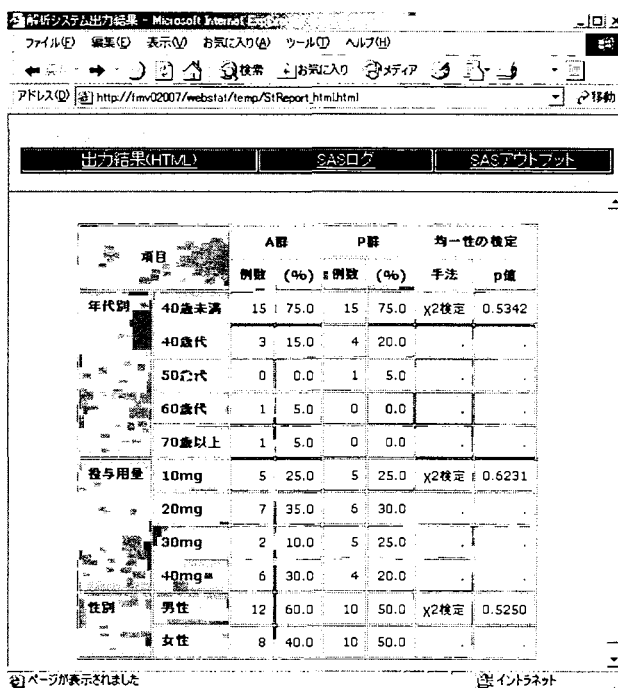 解析システム出力結果 - Microsoft Internet
ファイル(F) 編集(E) 表示(V) お気に入り(A) ツール(T) ヘルプ(H)
検索 お気に入り メディア
アドレス(D) http://fmv02007/webstat/temp/StReport_html.html 移動
出力結果(HTML) SASログ SASアウトプット
項目 A群 P群 均一性の検定
例数 (%) 例数 (%) 手法 p値
年代別 40歳未満 15 75.0 15 75.0 χ2検定 0.5342
40歳代 3 15.0 4 20.0 . .
50歳代 0 0.0 1 5.0 . .
60歳代 1 5.0 0 0.0 . .
70歳以上 1 5.0 0 0.0 . .
投与用量 10mg 5 25.0 5 25.0 χ2検定 0.6231
20mg 7 35.0 6 30.0 . .
30mg 2 10.0 5 25.0 . .
40mg 6 30.0 4 20.0 . .
性別 男性 12 60.0 10 50.0 χ2検定 0.5250
女性 8 40.0 10 50.0 . .
ページが表示されました イントラネット